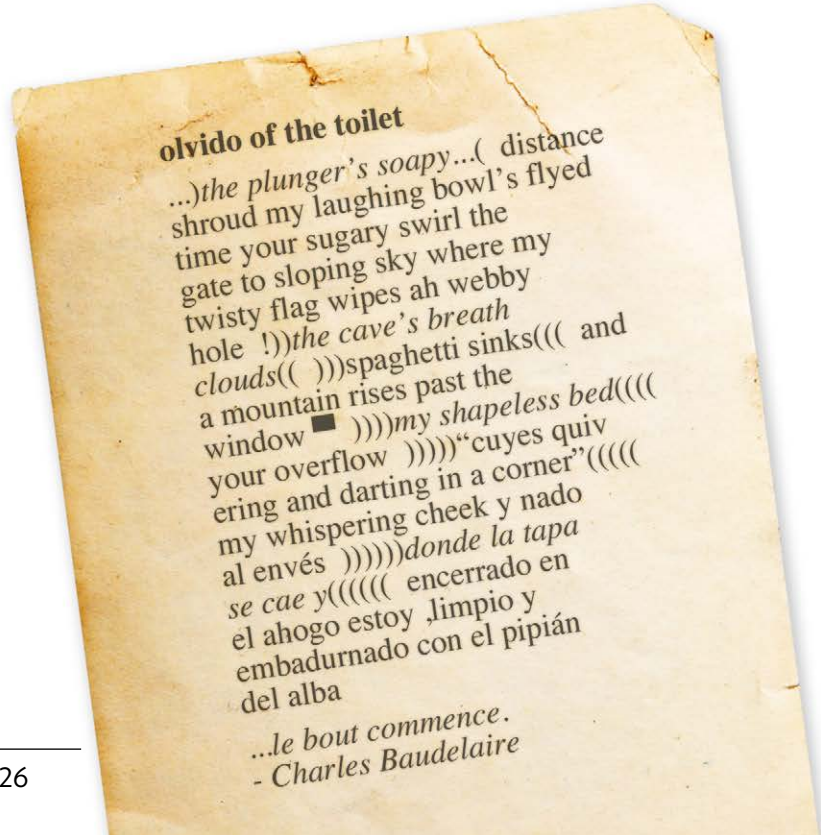 olvido of the toilet
...)the plunger's soapy...(  distance
shroud my laughing bowl's flyed
time your sugary swirl the
gate to sloping sky where my
twisty flag wipes ah webby
hole  !))the cave's breath
clouds((  )))spaghetti sinks(((  and
a mountain rises past the
window ▀  ))))my shapeless bed((((
your overflow  )))))“cuyes quiv
ering and darting in a corner”(((((
my whispering cheek y nado
al envés  ))))))donde la tapa
se cae y((((((  encerrado en
el ahogo estoy ,limpio y
embadurnado con el pipián
del alba
...le bout commence.
- Charles Baudelaire
26